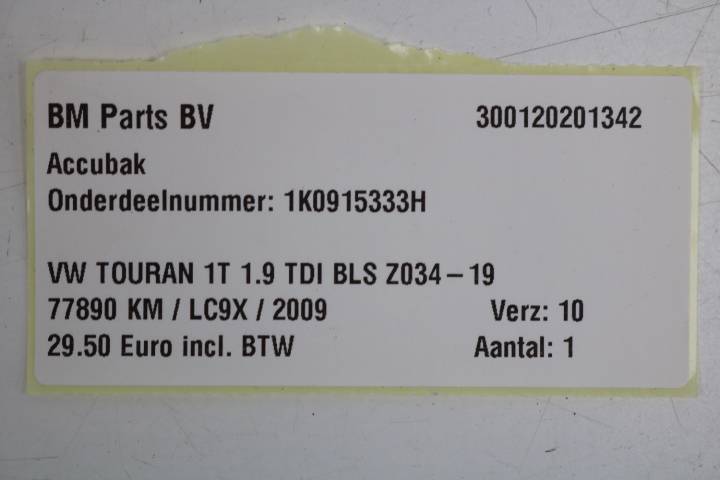 BM Parts BV 300120201342
Accubak
Onderdeelnummer: 1K0915333H
VW TOURAN 1T 1.9 TDI BLS Z034-19
77890 KM / LC9X / 2009 Verz: 10
29.50 Euro incl. BTW Aantal: 1